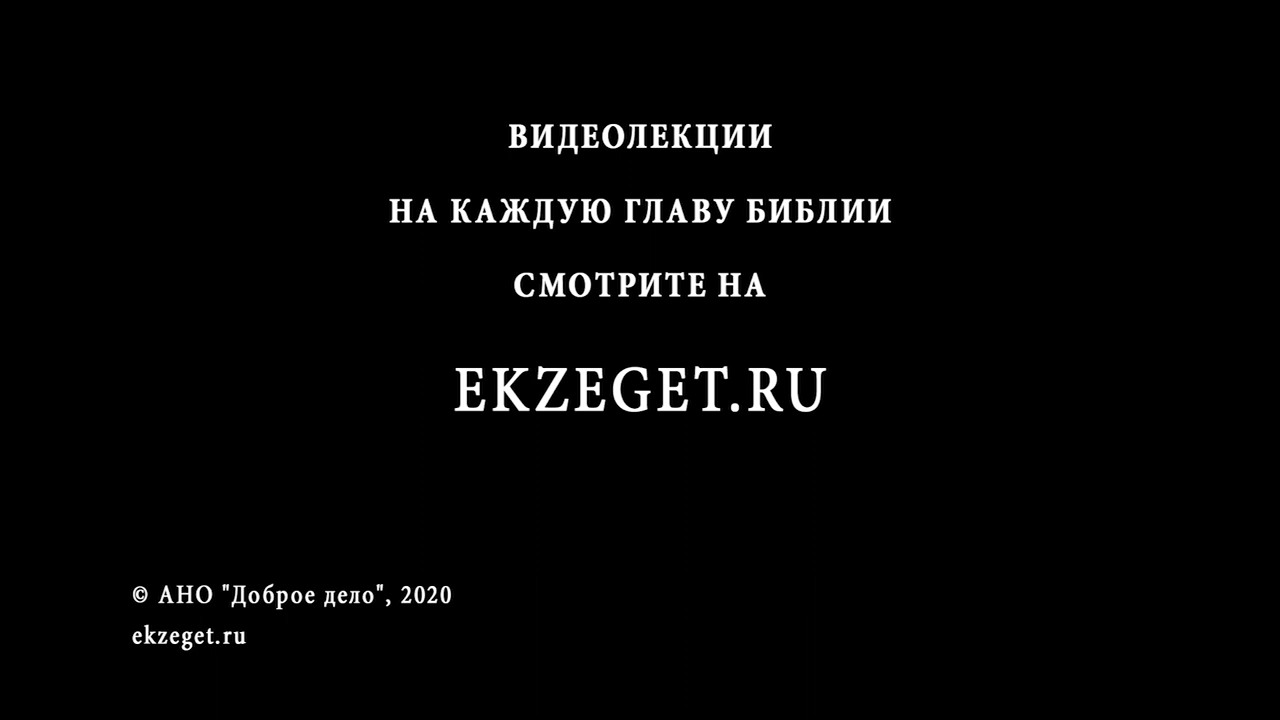 ВИДЕОЛЕКЦИИ
НА КАЖДУЮ ГЛАВУ БИБЛИИ
СМОТРИТЕ НА
EKZEGET.RU
© АНО "Доброе дело", 2020
ekzeget.ru